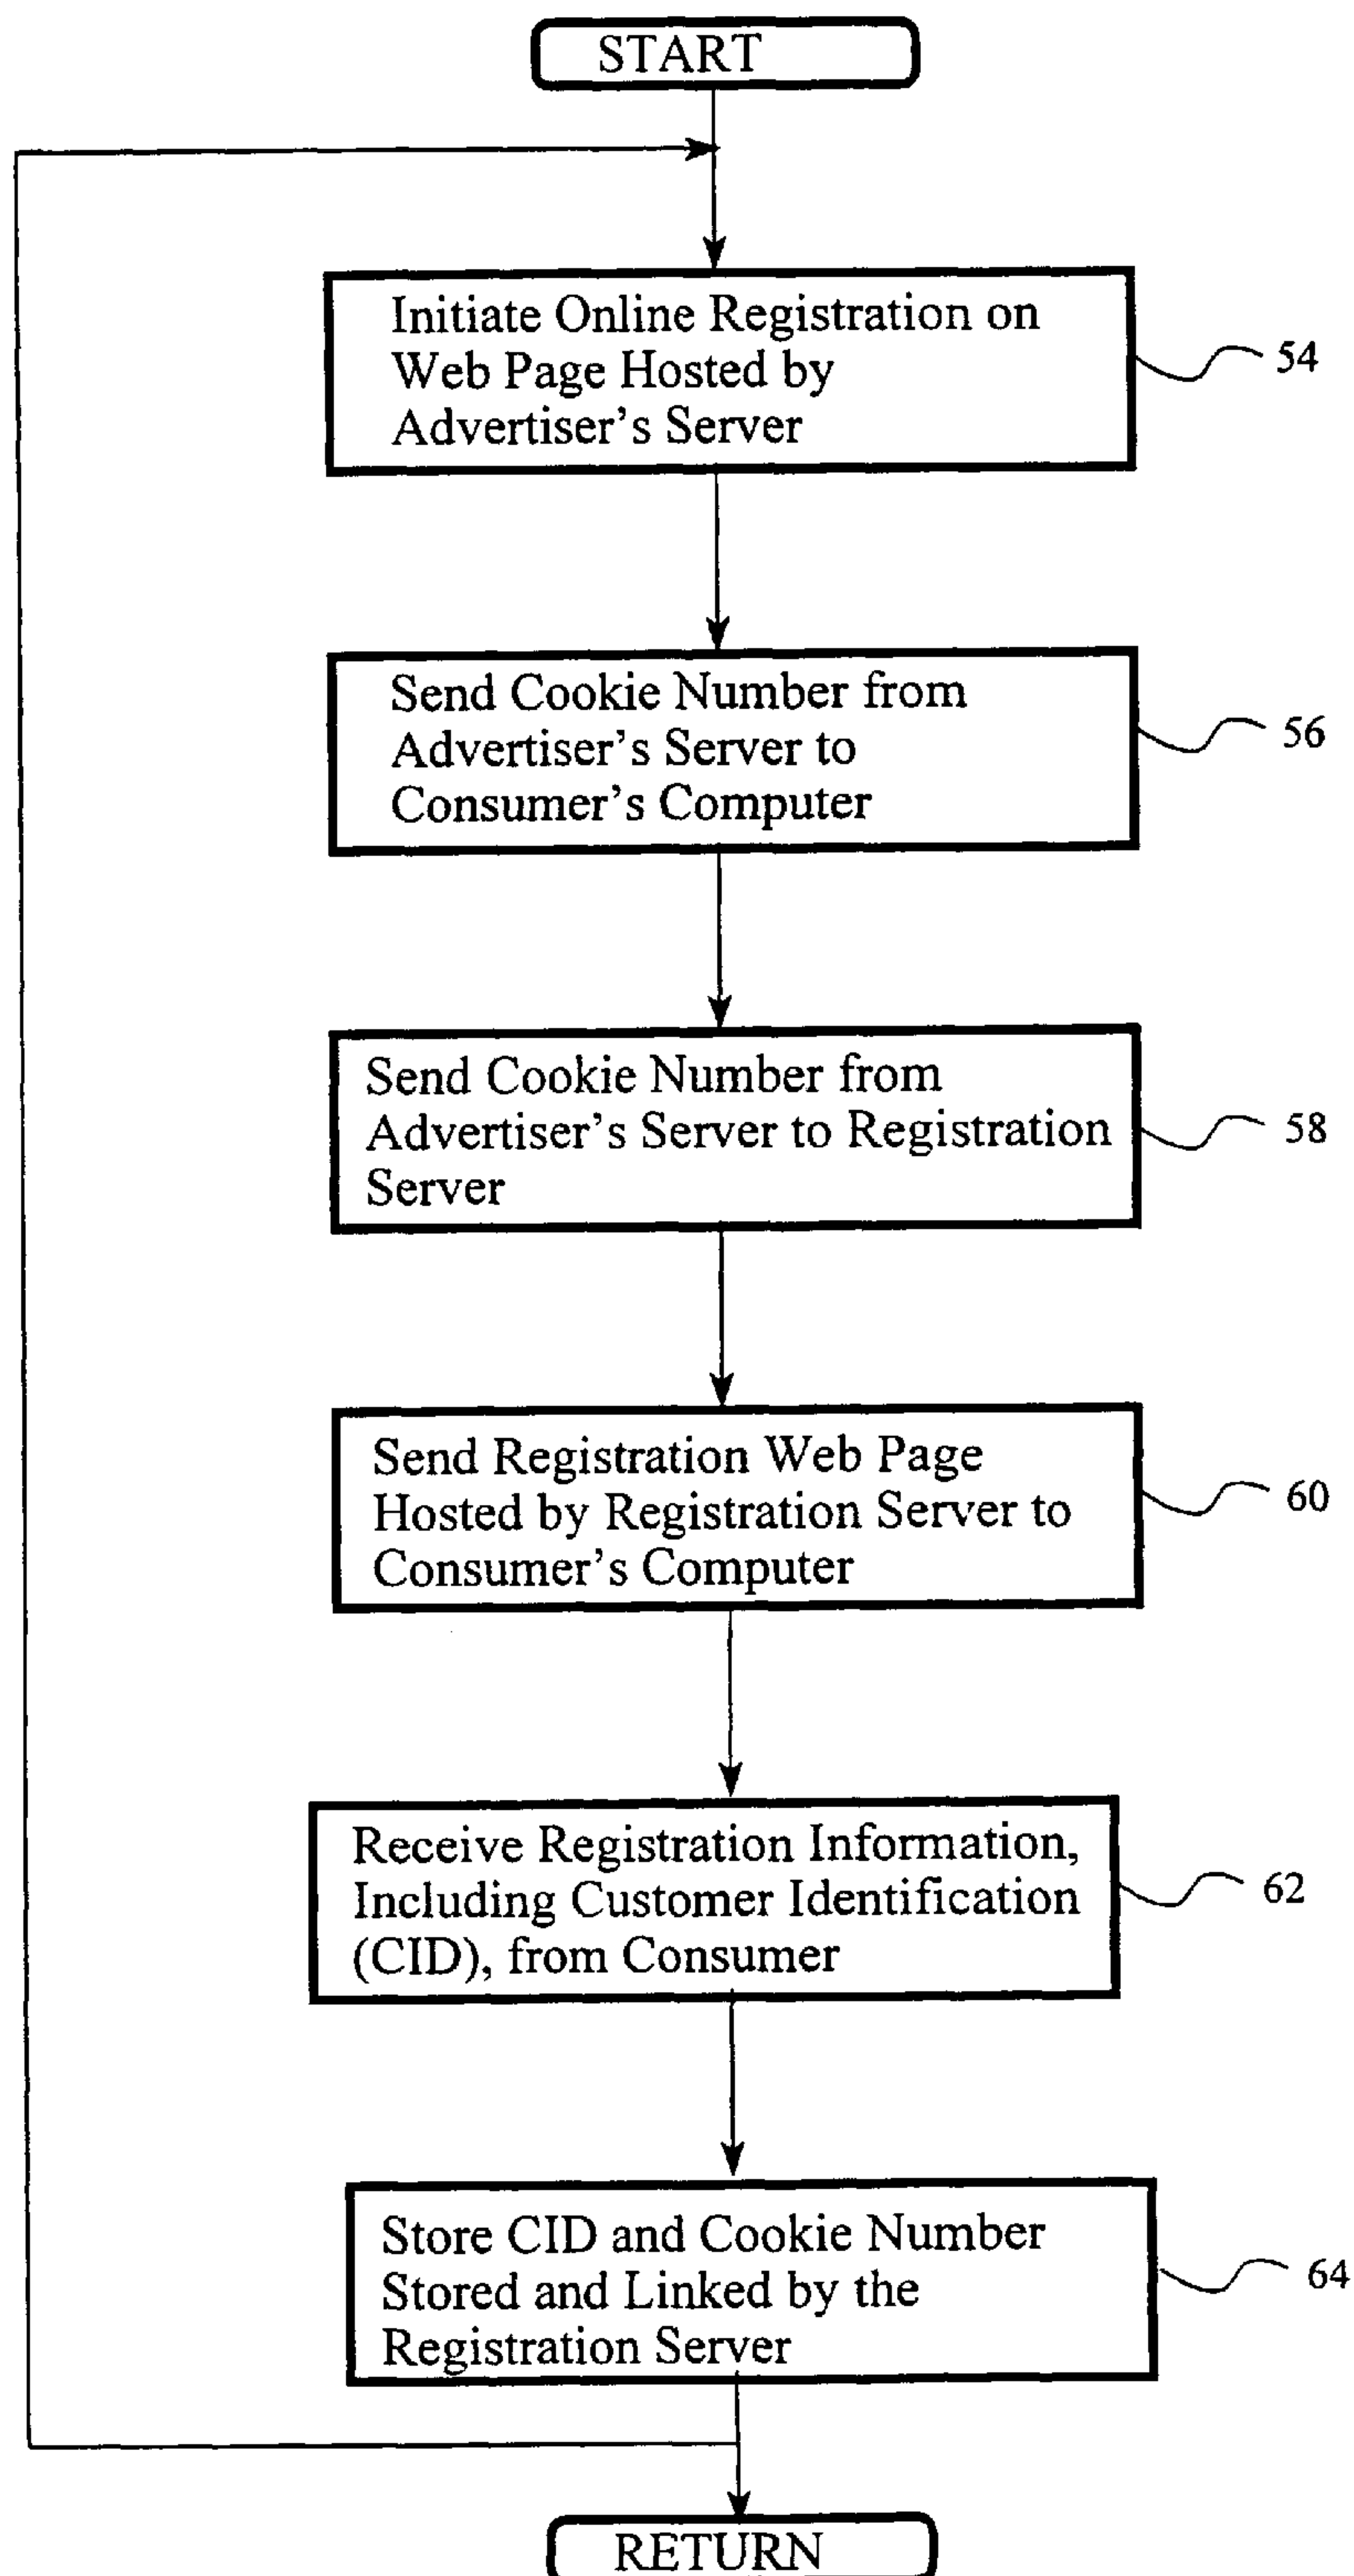 START
Initiate Online Registration on
Web Page Hosted by
Advertiser’s Server
54
Send Cookie Number from
Advertiser’s Server to
Consumer’s Computer
56
Send Cookie Number from
Advertiser’s Server to Registration
Server
58
Send Registration Web Page
Hosted by Registration Server to
Consumer’s Computer
60
Receive Registration Information,
Including Customer Identification
(CID), from Consumer
62
Store CID and Cookie Number
Stored and Linked by the
Registration Server
64
RETURN